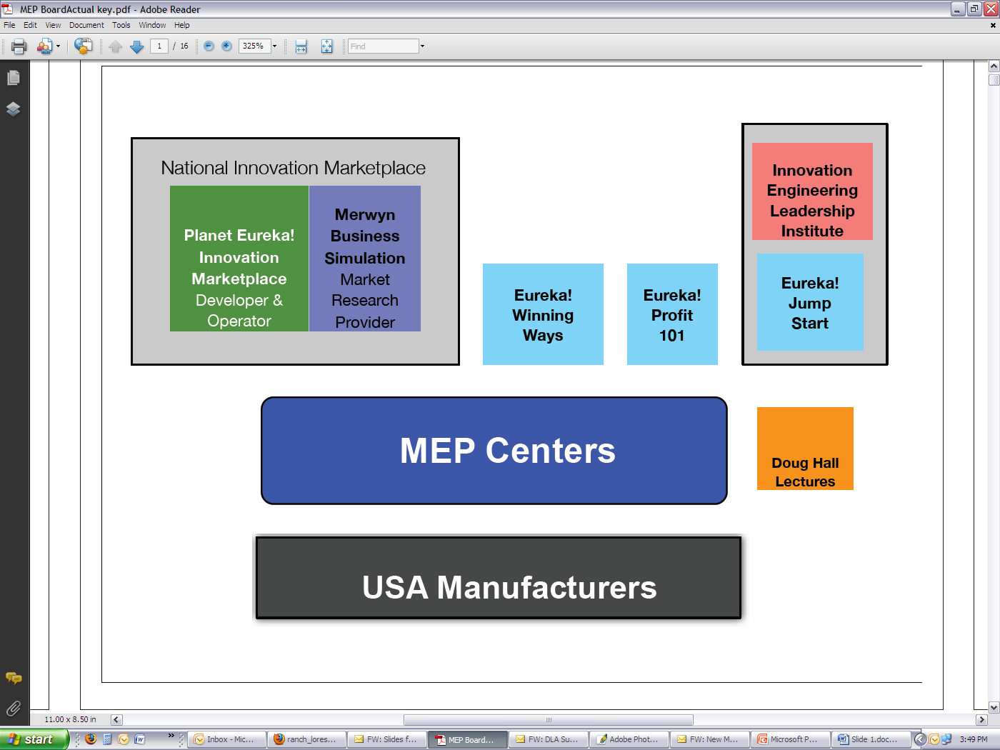 MEP BoardActual key.pdf - Adobe Reader
File Edit View Document Tools Window Help
1 / 16 325% Find
National Innovation Marketplace
Planet Eureka!
Innovation
Marketplace
Developer &
Operator
Merwyn
Business
Simulation
Market
Research
Provider
Eureka!
Winning
Ways
Eureka!
Profit
101
Innovation
Engineering
Leadership
Institute
Eureka!
Jump
Start
MEP Centers
Doug Hall
Lectures
USA Manufacturers
11.00 x 8.50 in
start Inbox - Mic... ranch_lores... FW: Slides f... MEP Board... FW: DLA Su... Adobe Phot... FW: New M... Microsoft P... Slide 1.doc... 3:49 PM